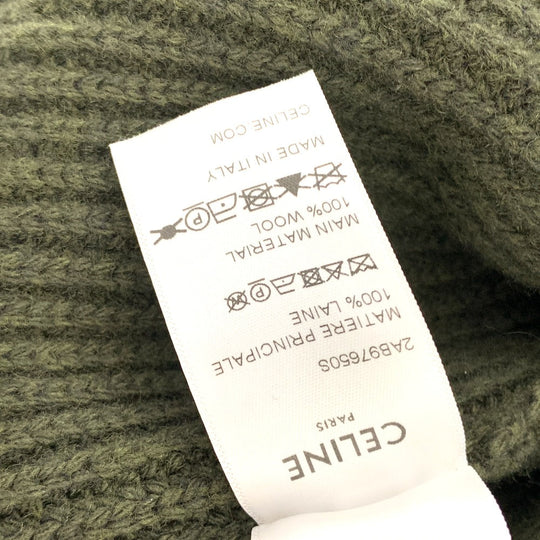 CELINE
PARIS
2AB97650S
MATIERE PRINCIPALE
100% LAINE
MAIN MATERIAL
100% WOOL
MADE IN ITALY
CELINE.COM